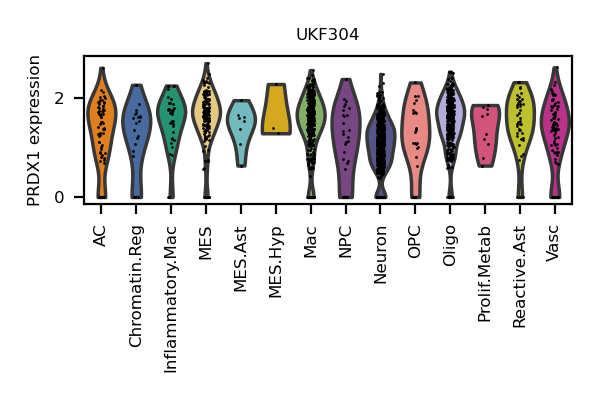 UKF304
PRDX1 expression
2
0
AC
Chromatin.Reg
Inflammatory.Mac
MES
MES.Ast
MES.Hyp
Mac
NPC
Neuron
OPC
Oligo
Prolif.Metab
Reactive.Ast
Vasc